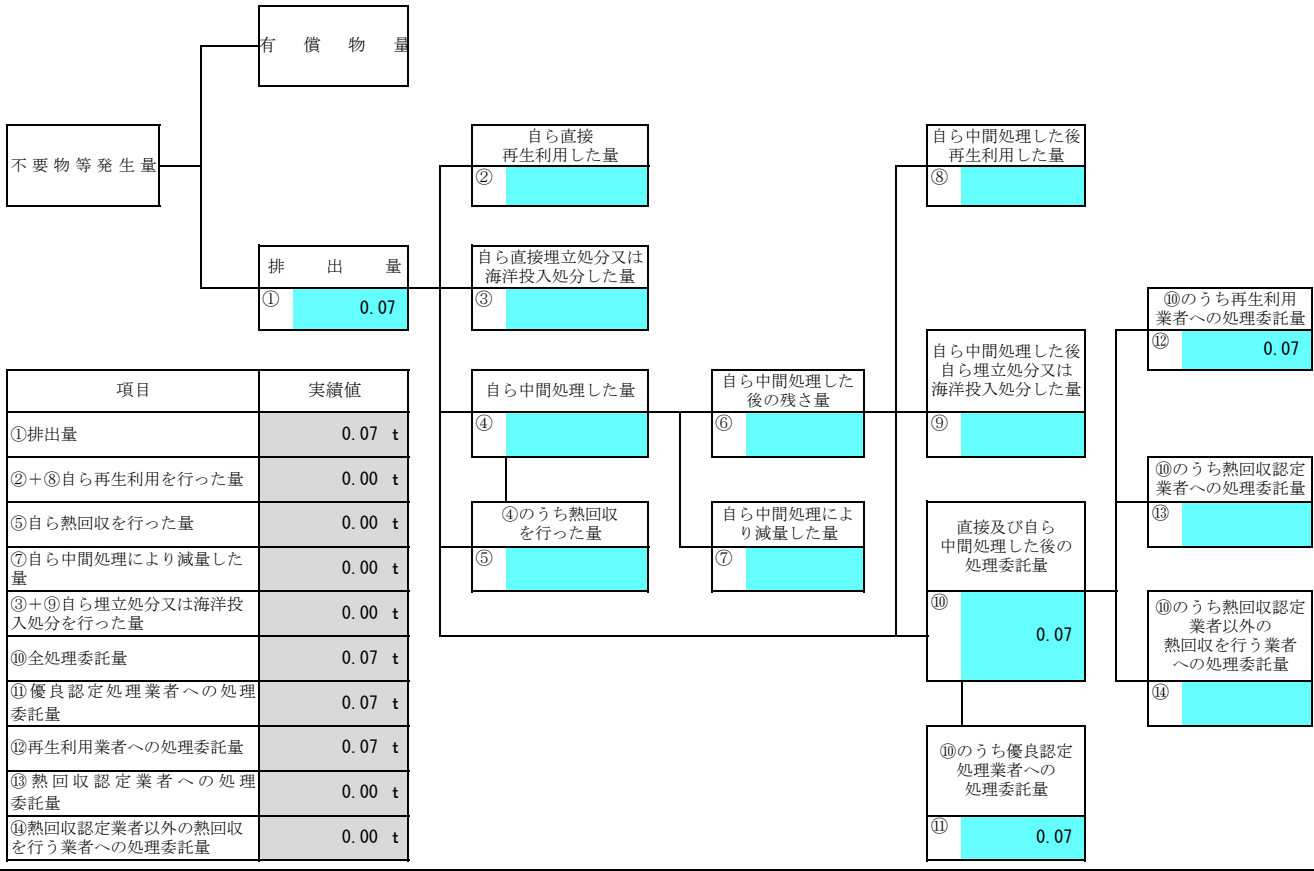 有償物量
不要物等発生量
排出量
① 0.07
自ら直接
再生利用した量
②
自ら直接埋立処分又は
海洋投入処分した量
③
自ら中間処理した量
④
④のうち熱回収
を行った量
⑤
自ら中間処理した
後の残さ量
⑥
自ら中間処理によ
り減量した量
⑦
自ら中間処理した後
再生利用した量
⑧
自ら中間処理した後
自ら埋立処分又は
海洋投入処分した量
⑨
直接及び自ら
中間処理した後の
処理委託量
⑩
0.07
⑩のうち優良認定
処理業者への
処理委託量
⑪ 0.07
⑩のうち再生利用
業者への処理委託量
⑫ 0.07
⑩のうち熱回収認定
業者への処理委託量
⑬
⑩のうち熱回収認定
業者以外の
熱回収を行う業者
への処理委託量
⑭
項目 実績値
①排出量 0.07 t
②+⑧自ら再生利用を行った量 0.00 t
⑤自ら熱回収を行った量 0.00 t
⑦自ら中間処理により減量した
量 0.00 t
③+⑨自ら埋立処分又は海洋投
入処分を行った量 0.00 t
⑩全処理委託量 0.07 t
⑪優良認定処理業者への処理
委託量 0.07 t
⑫再生利用業者への処理委託量 0.07 t
⑬熱回収認定業者への処理
委託量 0.00 t
⑭熱回収認定業者以外の熱回収
を行う業者への処理委託量 0.00 t